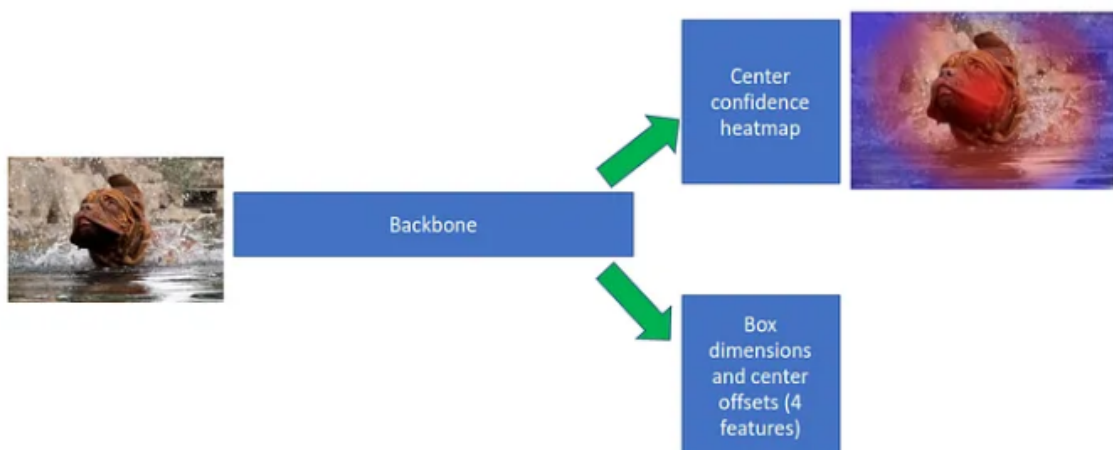 Center
confidence
heatmap
Backbone
Box
dimensions
and center
offsets (4
features)